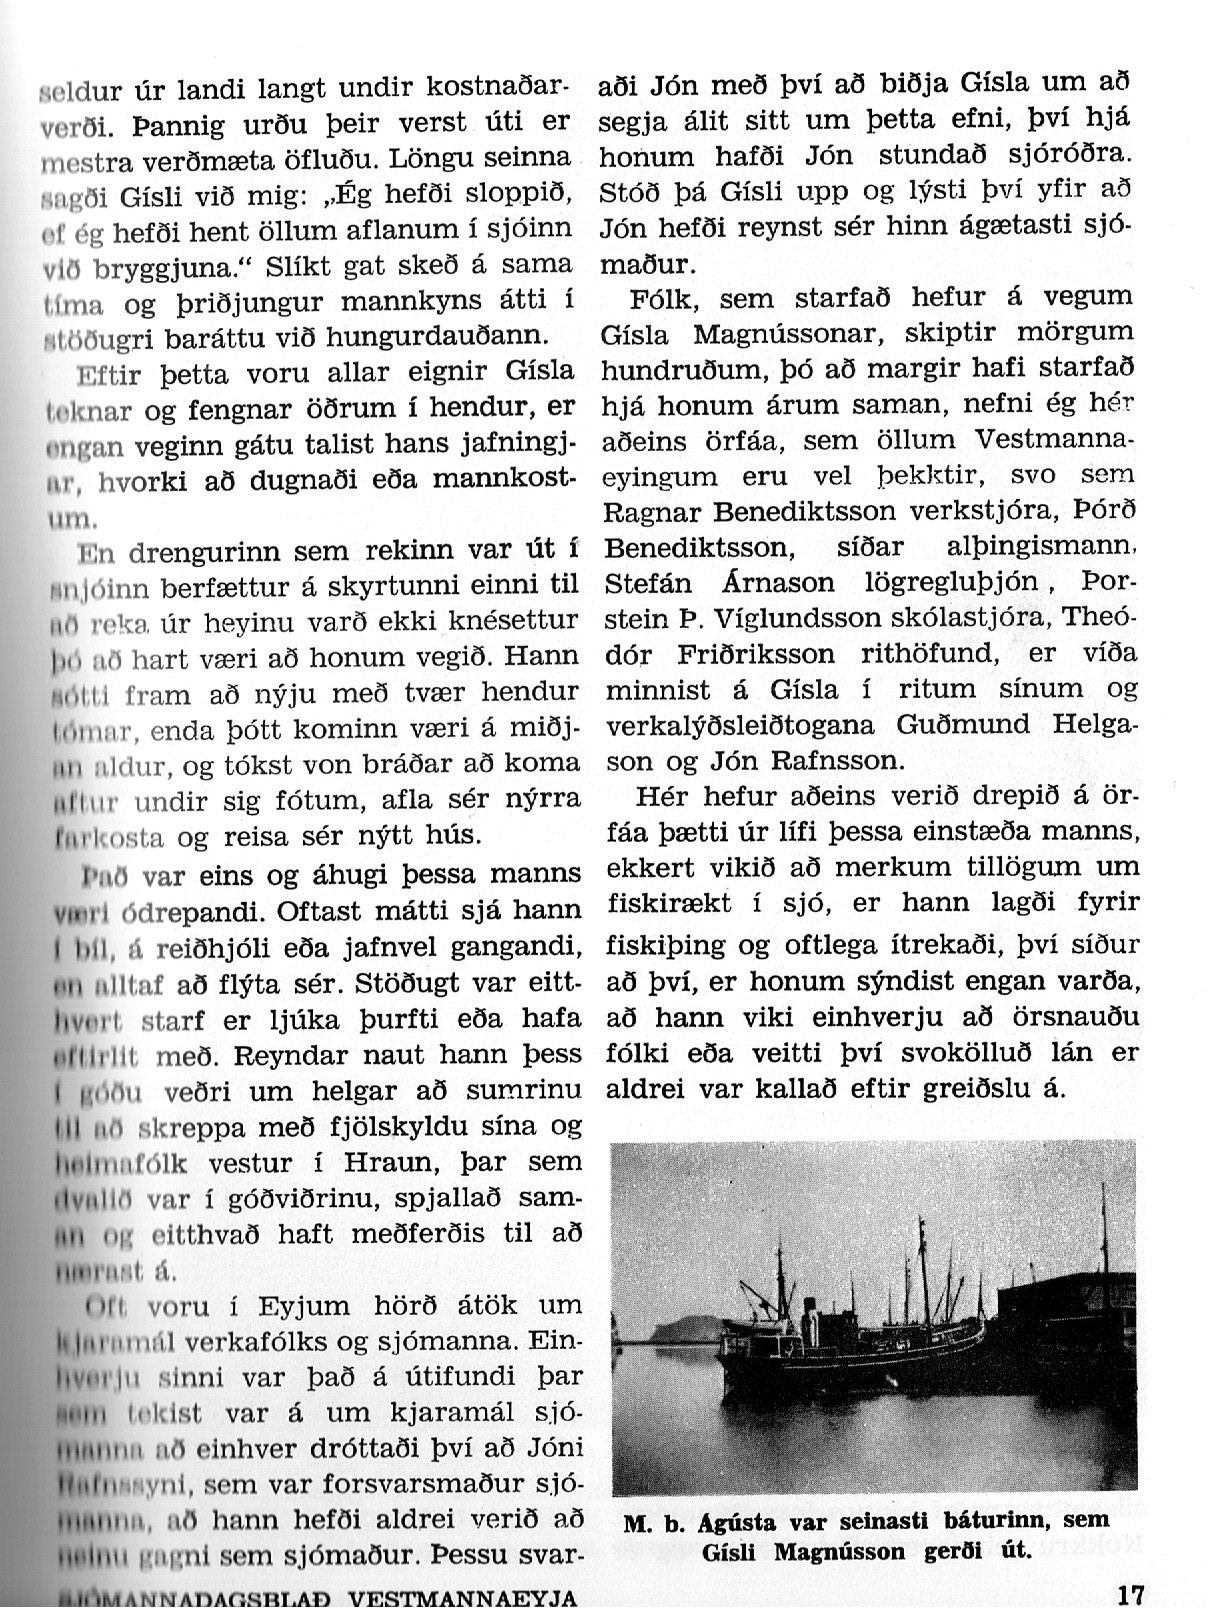 seldur úr landi langt undir kostnaðar-
verði. Þannig urðu þeir verst úti er
mestra verðmæta öfluðu. Löngu seinna
sagði Gísli við mig: „Ég hefði sloppið,
ef ég hefði hent öllum aflanum í sjóinn
við bryggjuna.“ Slíkt gat skeð á sama
tíma og þriðjungur mannkyns átti í
stöðugri baráttu við hungurdauðann.
Eftir þetta voru allar eignir Gísla
teknar og fengnar öðrum í hendur, er
engan veginn gátu talist hans jafningj-
ar, hvorki að dugnaði eða mannkost-
um.
En drengurinn sem rekinn var út í
snjóinn berfættur á skyrtunni einni til
að reka úr heyinu varð ekki knésettur
þó að hart væri að honum vegið. Hann
sótti fram að nýju með tvær hendur
tómar, enda þótt kominn væri á miðj-
an aldur, og tókst von bráðar að koma
aftur undir sig fótum, afla sér nýrra
farkosta og reisa sér nýtt hús.
Það var eins og áhugi þessa manns
væri ódrepandi. Oftast mátti sjá hann
í bíl, á reiðhjóli eða jafnvel gangandi,
en alltaf að flýta sér. Stöðugt var eitt-
hvert starf er ljúka þurfti eða hafa
eftirlit með. Reyndar naut hann þess
í góðu veðri um helgar að sumrinu
til að skreppa með fjölskyldu sína og
heimafólk vestur í Hraun, þar sem
dvalið var í góðviðrinu, spjallað sam-
an og eitthvað haft meðferðis til að
nærast á.
Oft voru í Eyjum hörð átök um
kjaramál verkafólks og sjómanna. Ein-
hverju sinni var það á útifundi þar
sem tekist var á um kjaramál sjó-
manna að einhver dróttaði því að Jóni
Rafnssyni, sem var forsvarsmaður sjó-
manna, að hann hefði aldrei verið að
neinu gagni sem sjómaður. Þessu svar-
aði Jón með því að biðja Gísla um að
segja álit sitt um þetta efni, því hjá
honum hafði Jón stundað sjóróðra.
Stóð þá Gísli upp og lýsti því yfir að
Jón hefði reynst sér hinn ágætasti sjó-
maður.
Fólk, sem starfað hefur á vegum
Gísla Magnússonar, skiptir mörgum
hundruðum, þó að margir hafi starfað
hjá honum árum saman, nefni ég hér
aðeins örfáa, sem öllum Vestmanna-
eyingum eru vel þekktir, svo sem
Ragnar Benediktsson verkstjóra, Þórð
Benediktsson, síðar alþingismann,
Stefán Árnason lögregluþjón, Þor-
stein Þ. Víglundsson skólastjóra, Theó-
dór Friðriksson rithöfund, er víða
minnist á Gísla í ritum sínum og
verkalýðsleiðtogana Guðmund Helga-
son og Jón Rafnsson.
Hér hefur aðeins verið drepið á ör-
fáa þætti úr lífi þessa einstæða manns,
ekkert vikið að merkum tillögum um
fiskirækt í sjó, er hann lagði fyrir
fiskiþing og oftlega ítrekaði, því síður
að því, er honum sýndist engan varða,
að hann viki einhverju að örsnauðu
fólki eða veitti því svokölluð lán er
aldrei var kallað eftir greiðslu á.
M. b. Ágústa var seinasti báturinn, sem
Gísli Magnússon gerði út.
SJÓMANNADAGSBLAÐ VESTMANNAEYJA
17